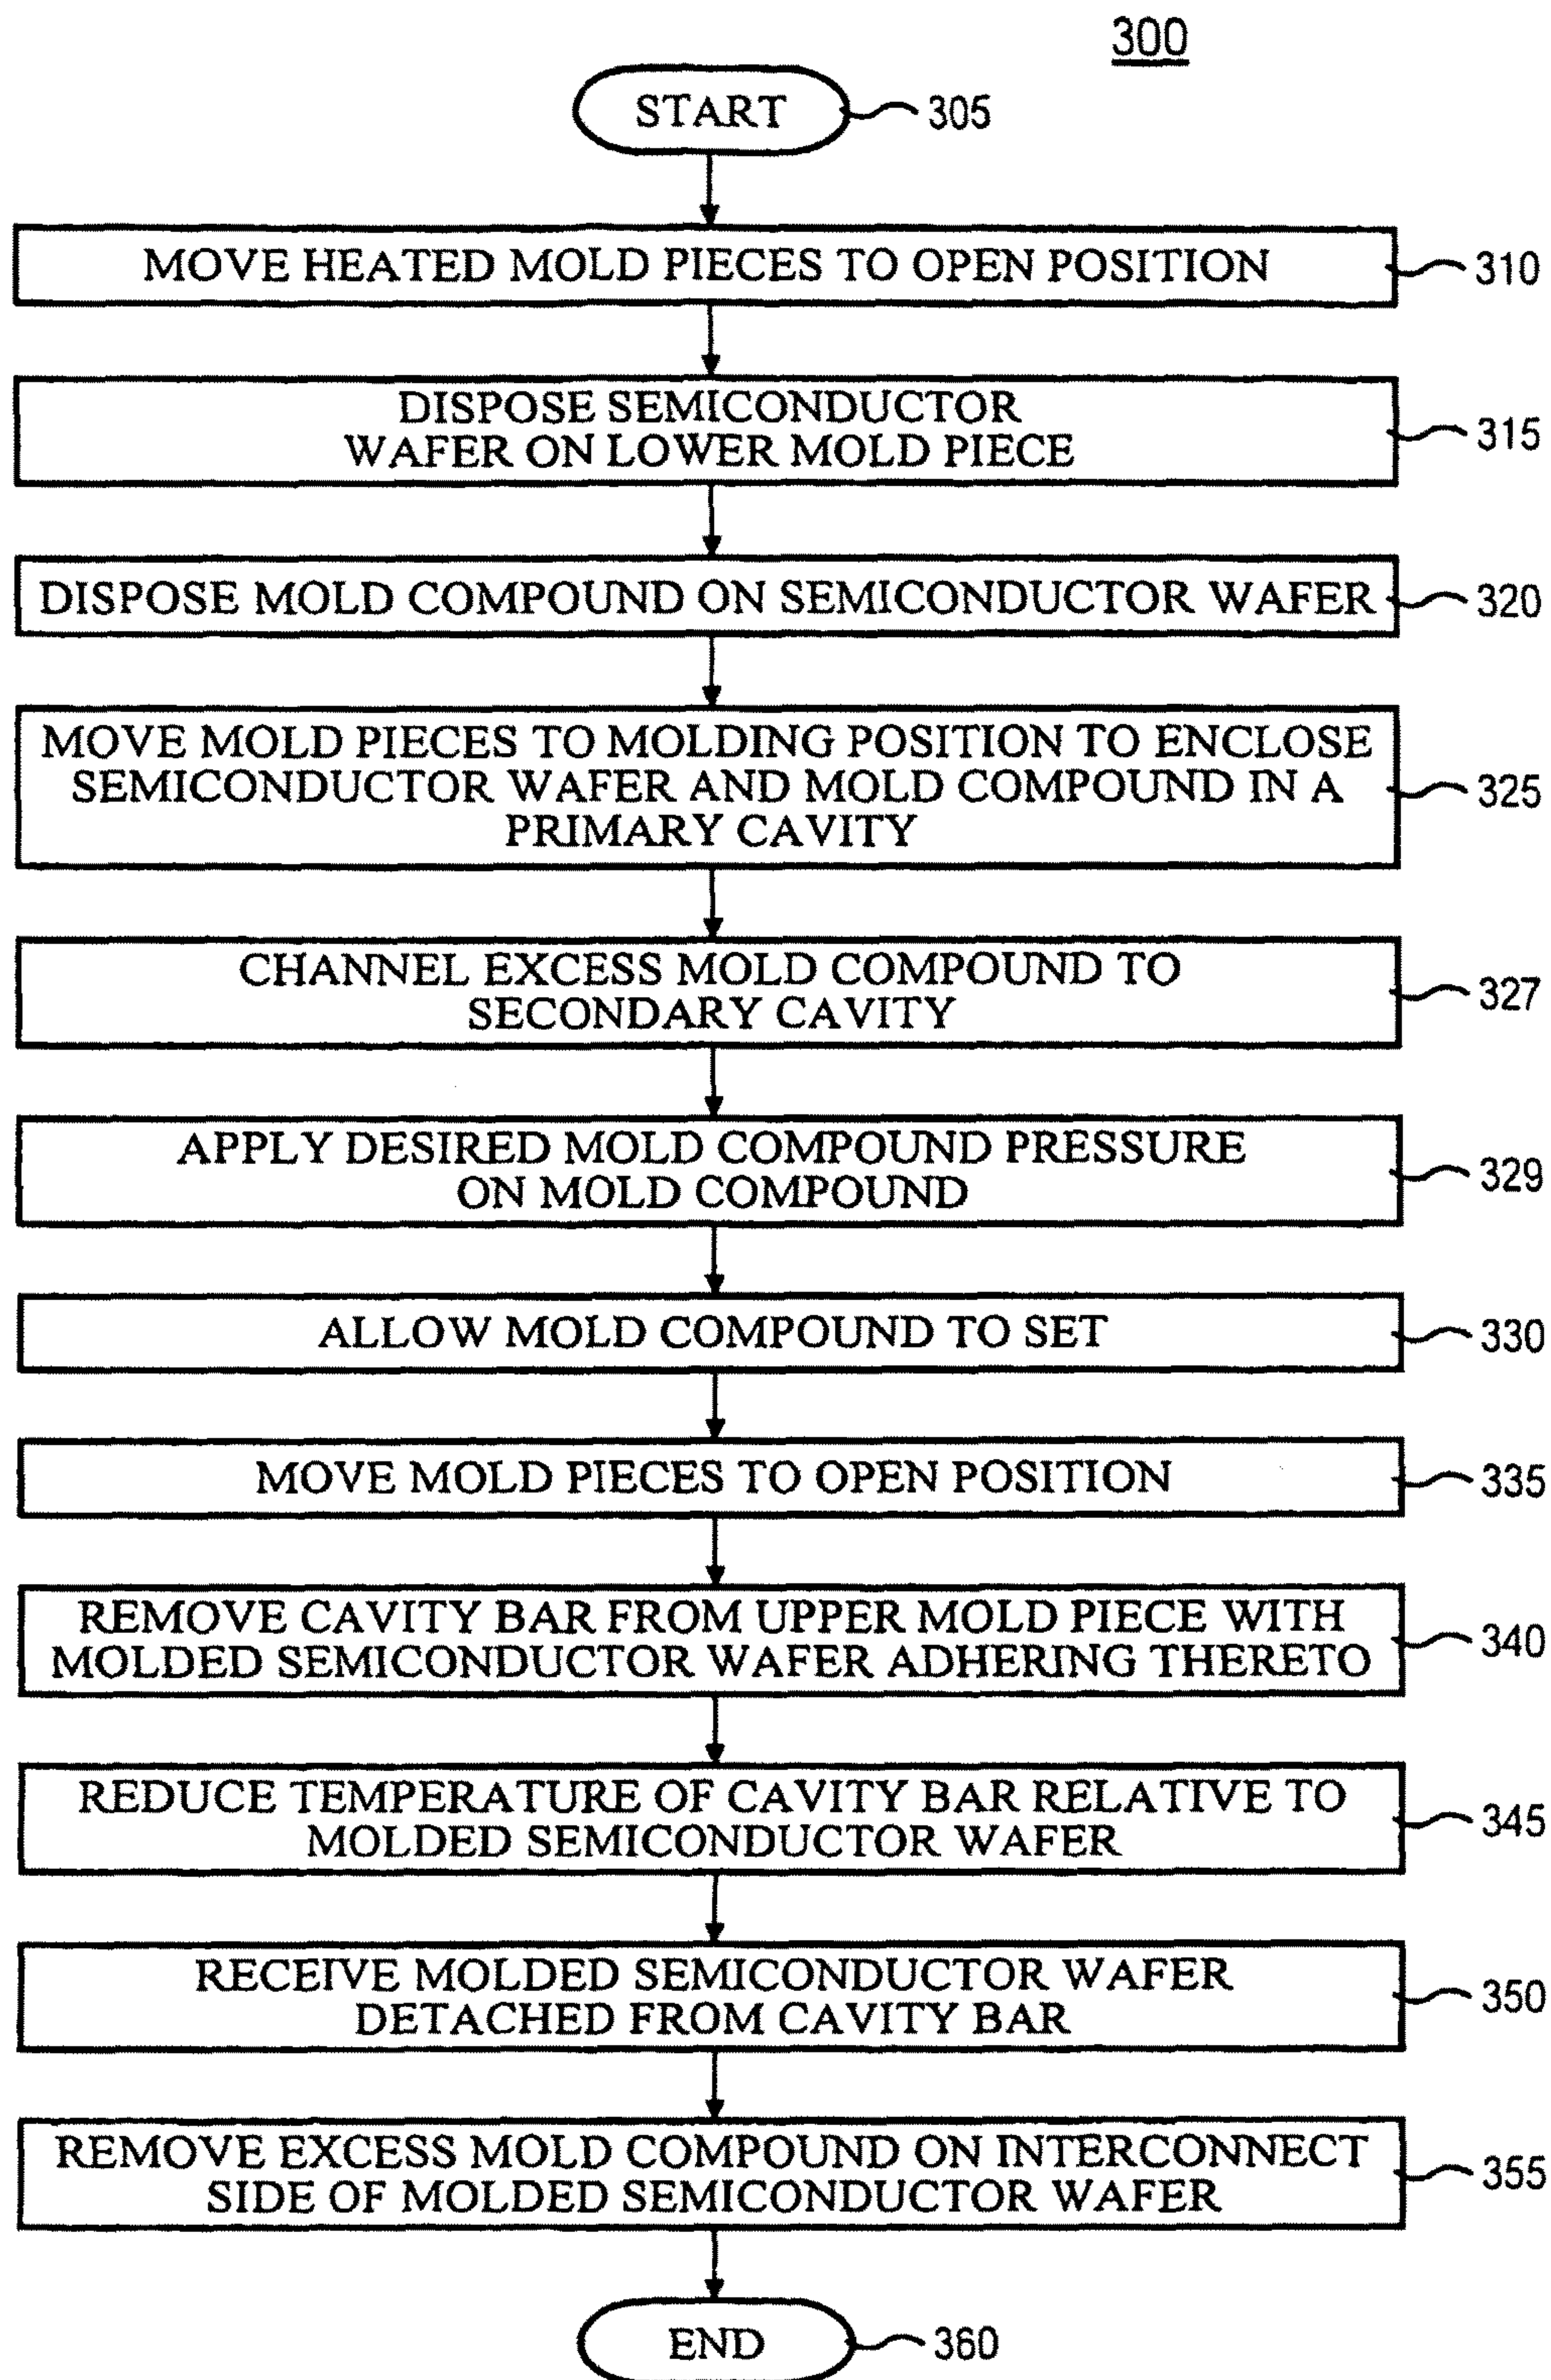 300
START
305
MOVE HEATED MOLD PIECES TO OPEN POSITION
310
DISPOSE SEMICONDUCTOR
WAFER ON LOWER MOLD PIECE
315
DISPOSE MOLD COMPOUND ON SEMICONDUCTOR WAFER
320
MOVE MOLD PIECES TO MOLDING POSITION TO ENCLOSE
SEMICONDUCTOR WAFER AND MOLD COMPOUND IN A
PRIMARY CAVITY
325
CHANNEL EXCESS MOLD COMPOUND TO
SECONDARY CAVITY
327
APPLY DESIRED MOLD COMPOUND PRESSURE
ON MOLD COMPOUND
329
ALLOW MOLD COMPOUND TO SET
330
MOVE MOLD PIECES TO OPEN POSITION
335
REMOVE CAVITY BAR FROM UPPER MOLD PIECE WITH
MOLDED SEMICONDUCTOR WAFER ADHERING THERETO
340
REDUCE TEMPERATURE OF CAVITY BAR RELATIVE TO
MOLDED SEMICONDUCTOR WAFER
345
RECEIVE MOLDED SEMICONDUCTOR WAFER
DETACHED FROM CAVITY BAR
350
REMOVE EXCESS MOLD COMPOUND ON INTERCONNECT
SIDE OF MOLDED SEMICONDUCTOR WAFER
355
END
360